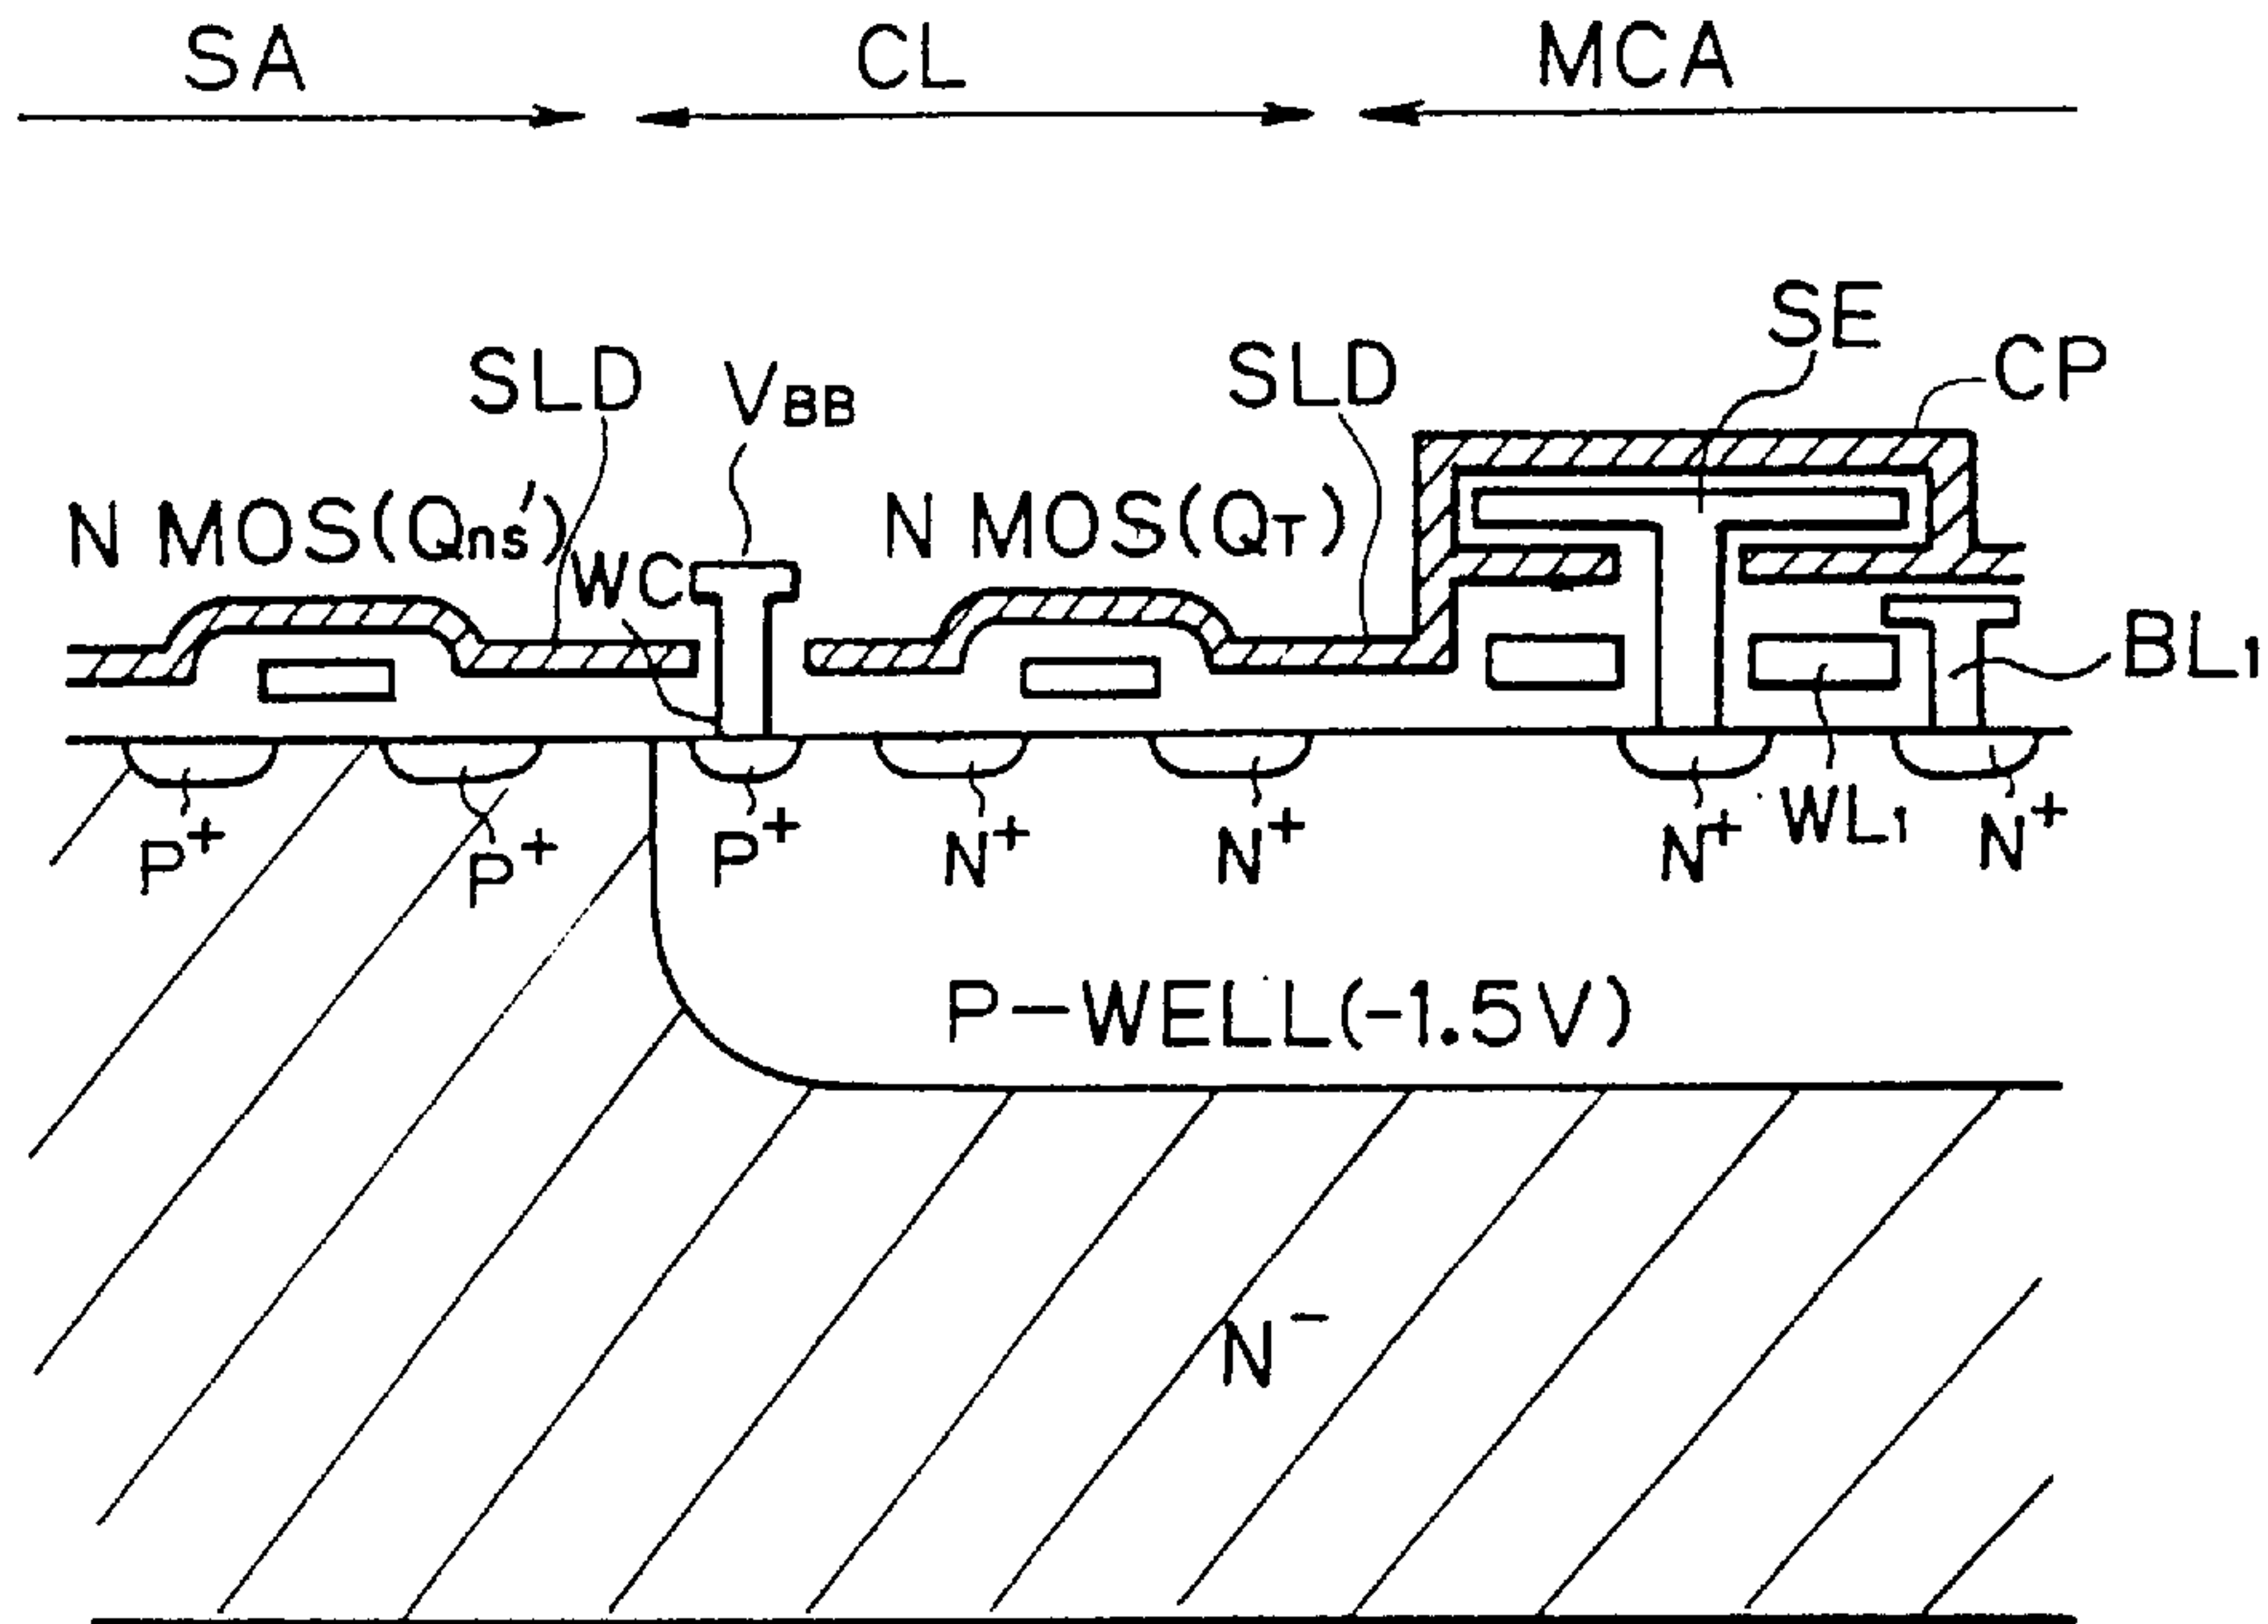 SA CL MCA
SE
SLD VBB SLD CP
N MOS(Qns') WC N MOS(QT)
BL1
P+ P+ P+ N+ N+ N+ WL1 N+
P-WELL(-1.5V)
N-